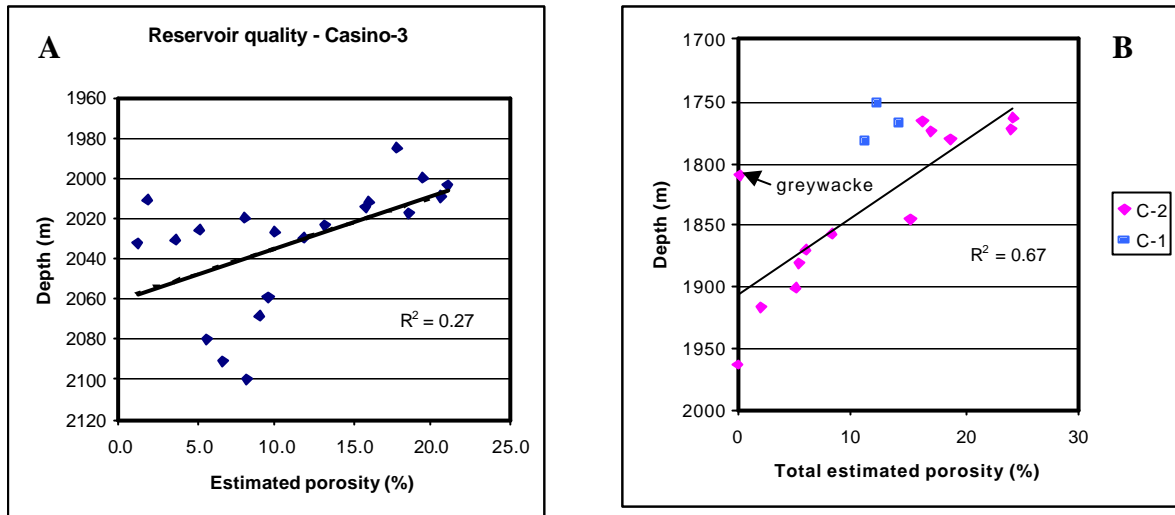 A
Reservoir quality - Casino-3
1960
1980
2000
2020
2040
2060
2080
2100
2120
Depth (m)
R² = 0.27
0.0
5.0
10.0
15.0
20.0
25.0
Estimated porosity (%)
B
1700
1750
1800
1850
1900
1950
2000
Depth (m)
greywacke
R² = 0.67
0
10
20
30
Total estimated porosity (%)
C-2
C-1